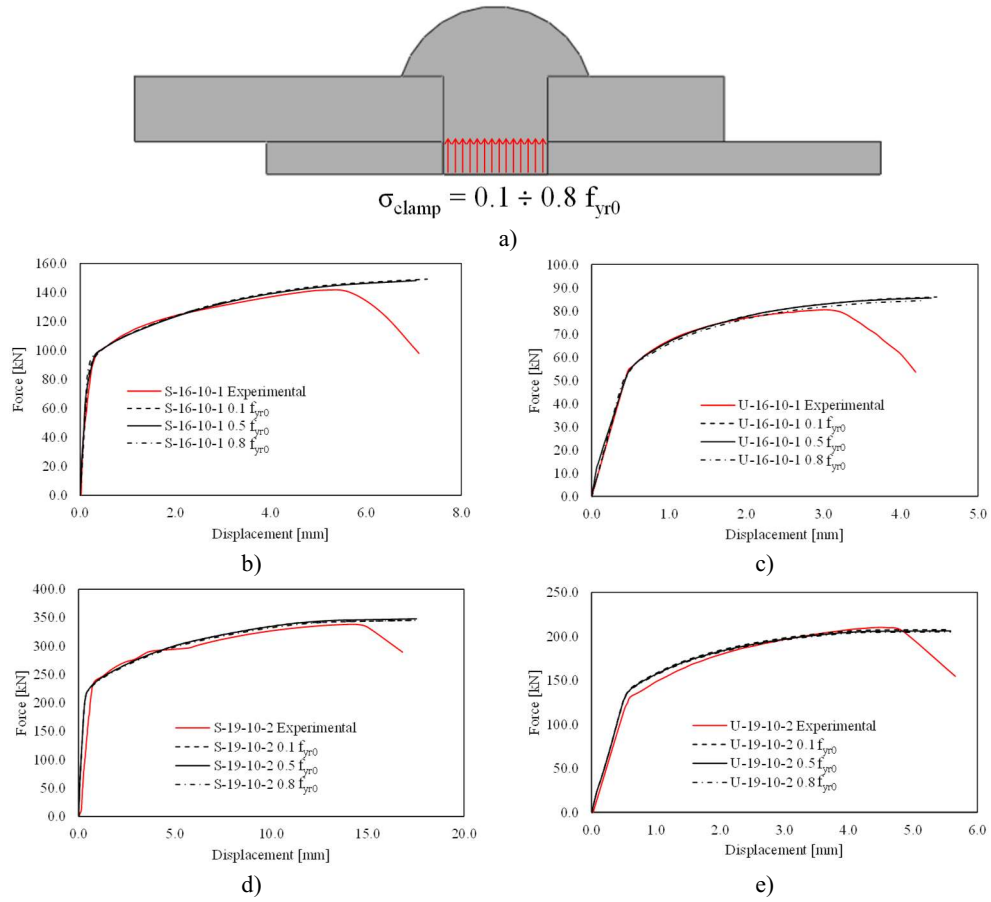 σclamp = 0.1 ÷ 0.8 fyr0
a)
160.0
140.0
120.0
100.0
80.0
60.0
40.0
20.0
0.0
0.0 2.0 4.0 6.0 8.0
Force [kN]
Displacement [mm]
S-16-10-1 Experimental
S-16-10-1 0.1 fyr0
S-16-10-1 0.5 fyr0
S-16-10-1 0.8 fyr0
b)
100.0
90.0
80.0
70.0
60.0
50.0
40.0
30.0
20.0
10.0
0.0
0.0 1.0 2.0 3.0 4.0 5.0
Force [kN]
Displacement [mm]
U-16-10-1 Experimental
U-16-10-1 0.1 fyr0
U-16-10-1 0.5 fyr0
U-16-10-1 0.8 fyr0
c)
400.0
350.0
300.0
250.0
200.0
150.0
100.0
50.0
0.0
0.0 5.0 10.0 15.0 20.0
Force [kN]
Displacement [mm]
S-19-10-2 Experimental
S-19-10-2 0.1 fyr0
S-19-10-2 0.5 fyr0
S-19-10-2 0.8 fyr0
d)
250.0
200.0
150.0
100.0
50.0
0.0
0.0 1.0 2.0 3.0 4.0 5.0 6.0
Force [kN]
Displacement [mm]
U-19-10-2 Experimental
U-19-10-2 0.1 fyr0
U-19-10-2 0.5 fyr0
U-19-10-2 0.8 fyr0
e)